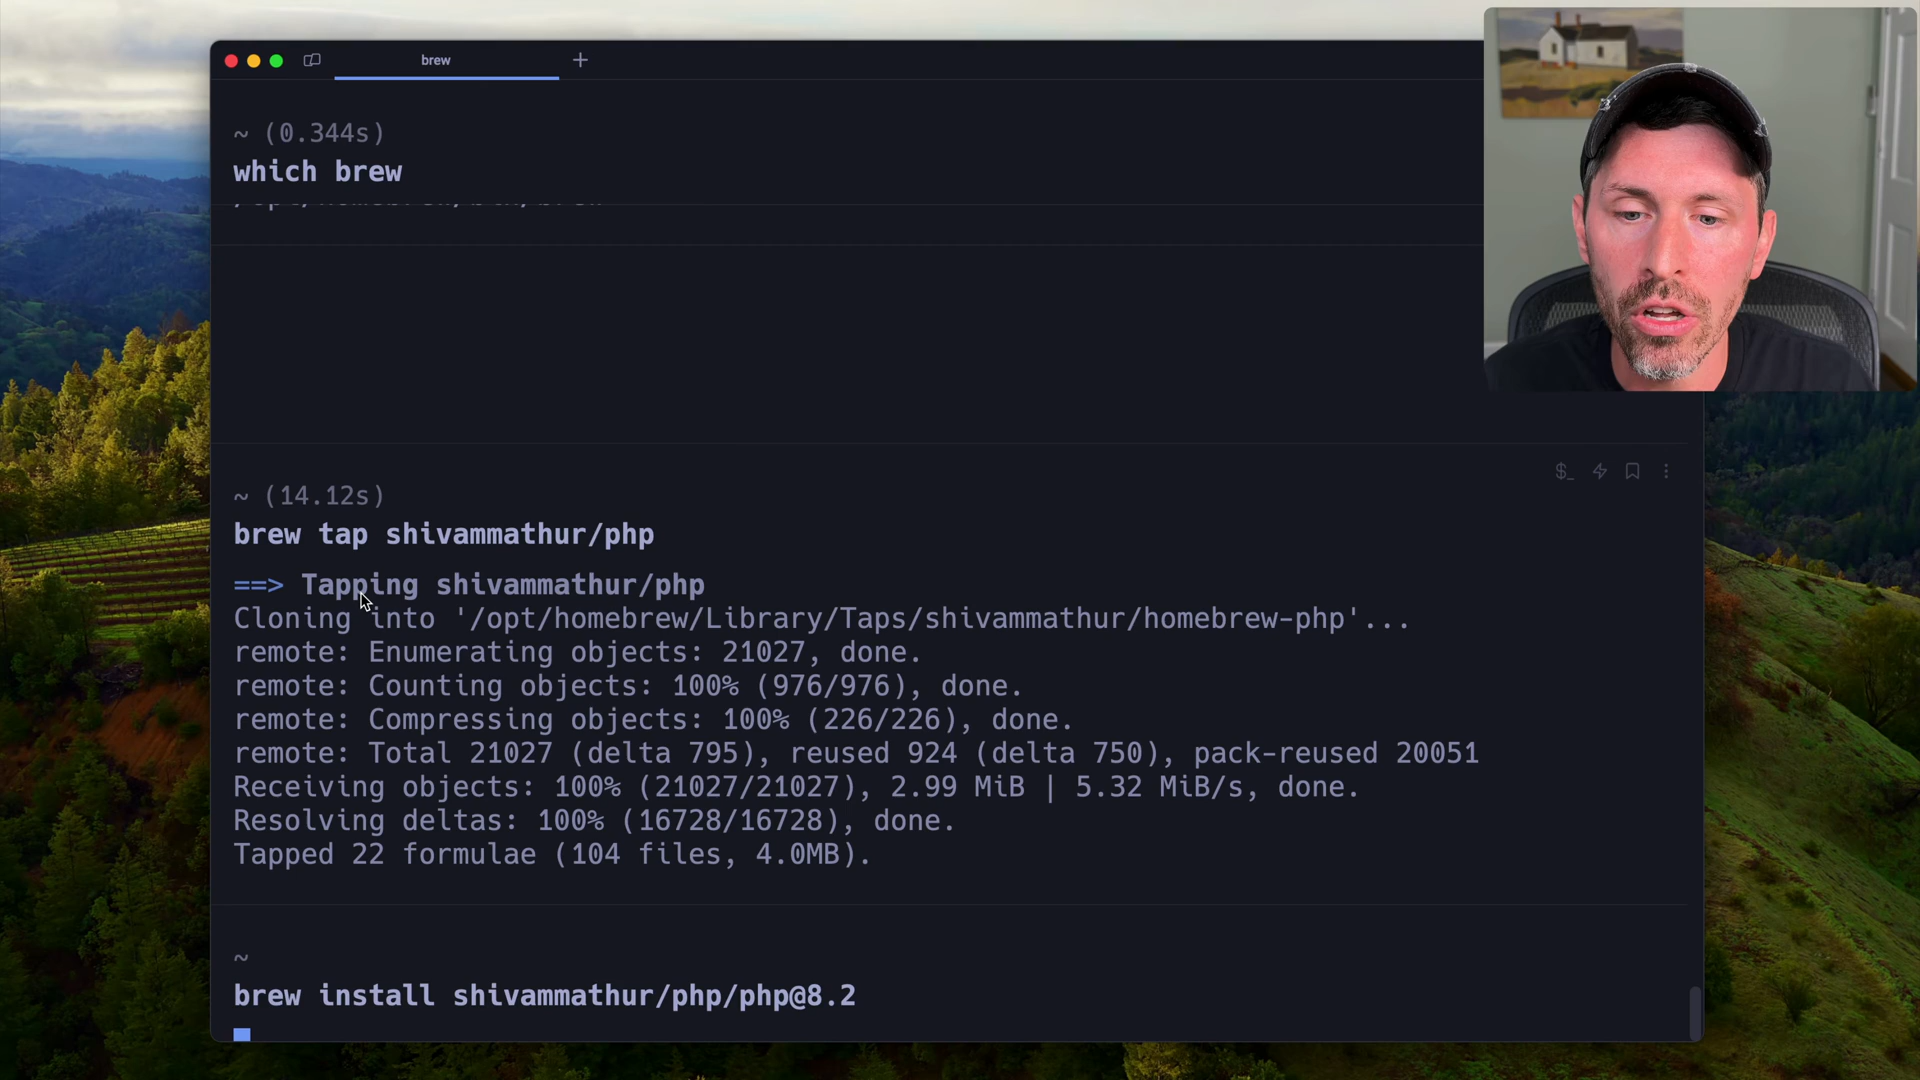 brew
~ (0.344s)
which brew
~ (14.12s)
$_
brew tap shivammathur/php
==> Tapping shivammathur/php
Cloning into '/opt/homebrew/Library/Taps/shivammathur/homebrew-php'...
remote: Enumerating objects: 21027, done.
remote: Counting objects: 100% (976/976), done.
remote: Compressing objects: 100% (226/226), done.
remote: Total 21027 (delta 795), reused 924 (delta 750), pack-reused 20051
Receiving objects: 100% (21027/21027), 2.99 MiB | 5.32 MiB/s, done.
Resolving deltas: 100% (16728/16728), done.
Tapped 22 formulae (104 files, 4.0MB).
~
brew install shivammathur/php/php@8.2